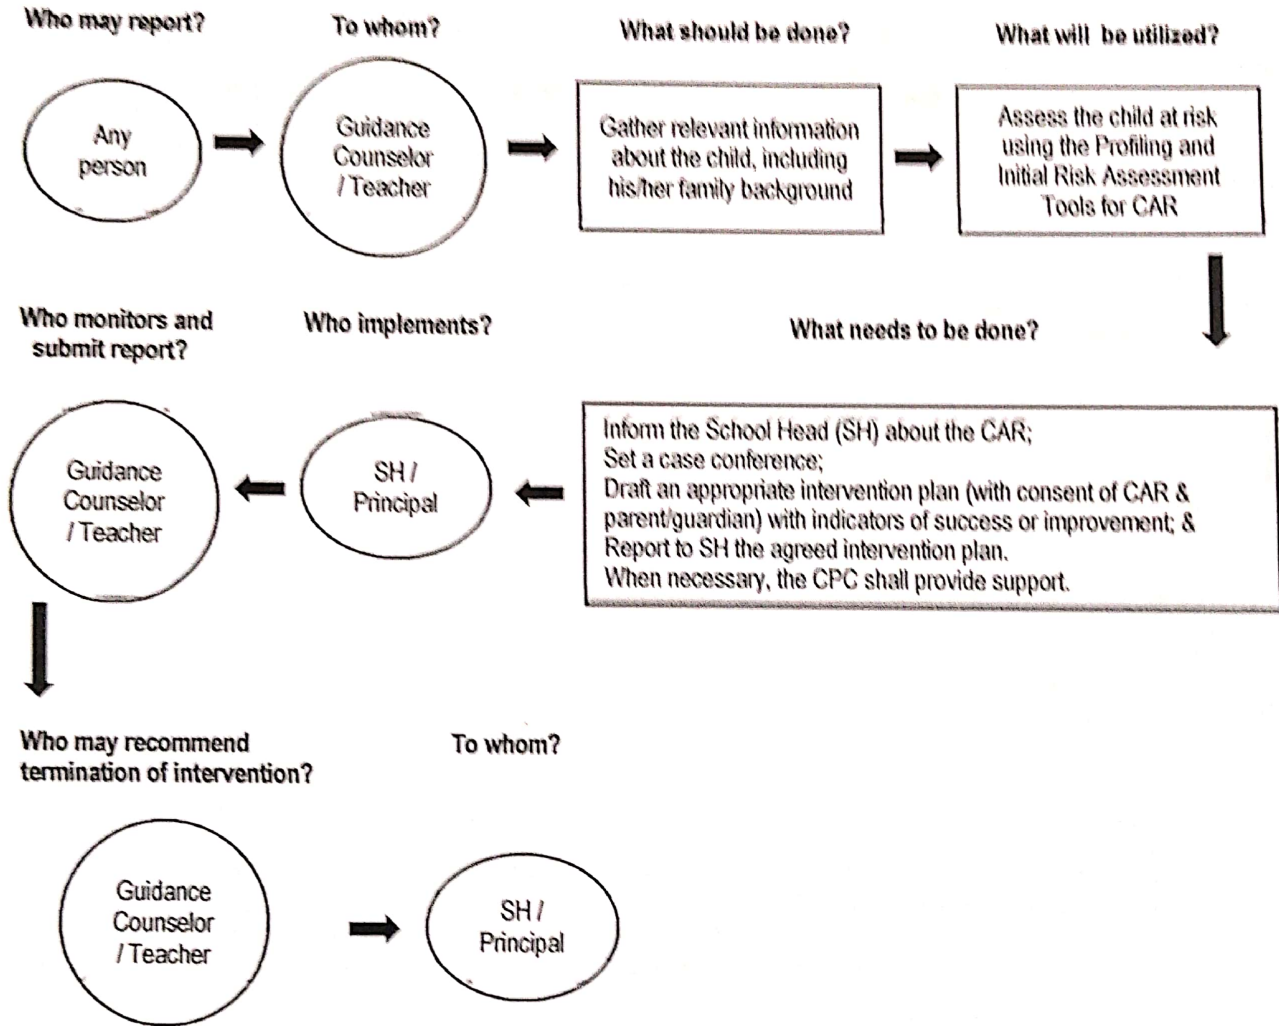 Who may report?
To whom?
What should be done?
What will be utilized?
Any
person
Guidance
Counselor
/ Teacher
Gather relevant information
about the child, including
his/her family background
Assess the child at risk
using the Profiling and
Initial Risk Assessment
Tools for CAR
Who monitors and
submit report?
Who implements?
What needs to be done?
Guidance
Counselor
/ Teacher
SH /
Principal
Inform the School Head (SH) about the CAR;
Set a case conference;
Draft an appropriate intervention plan (with consent of CAR &
parent/guardian) with indicators of success or improvement; &
Report to SH the agreed intervention plan.
When necessary, the CPC shall provide support.
Who may recommend
termination of intervention?
To whom?
Guidance
Counselor
/ Teacher
SH /
Principal